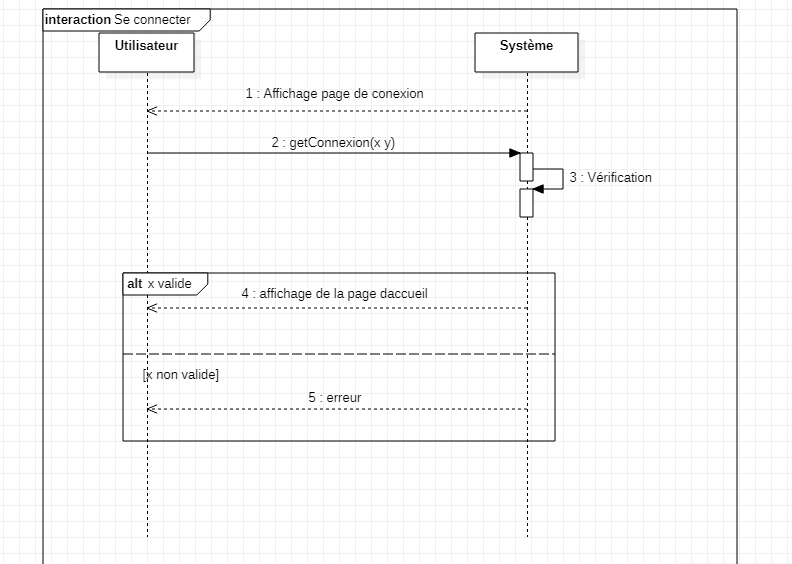 interaction Se connecter
Utilisateur
Système
1 : Affichage page de conexion
2 : getConnexion(x y)
3 : Vérification
alt x valide
4 : affichage de la page daccueil
[x non valide]
5 : erreur